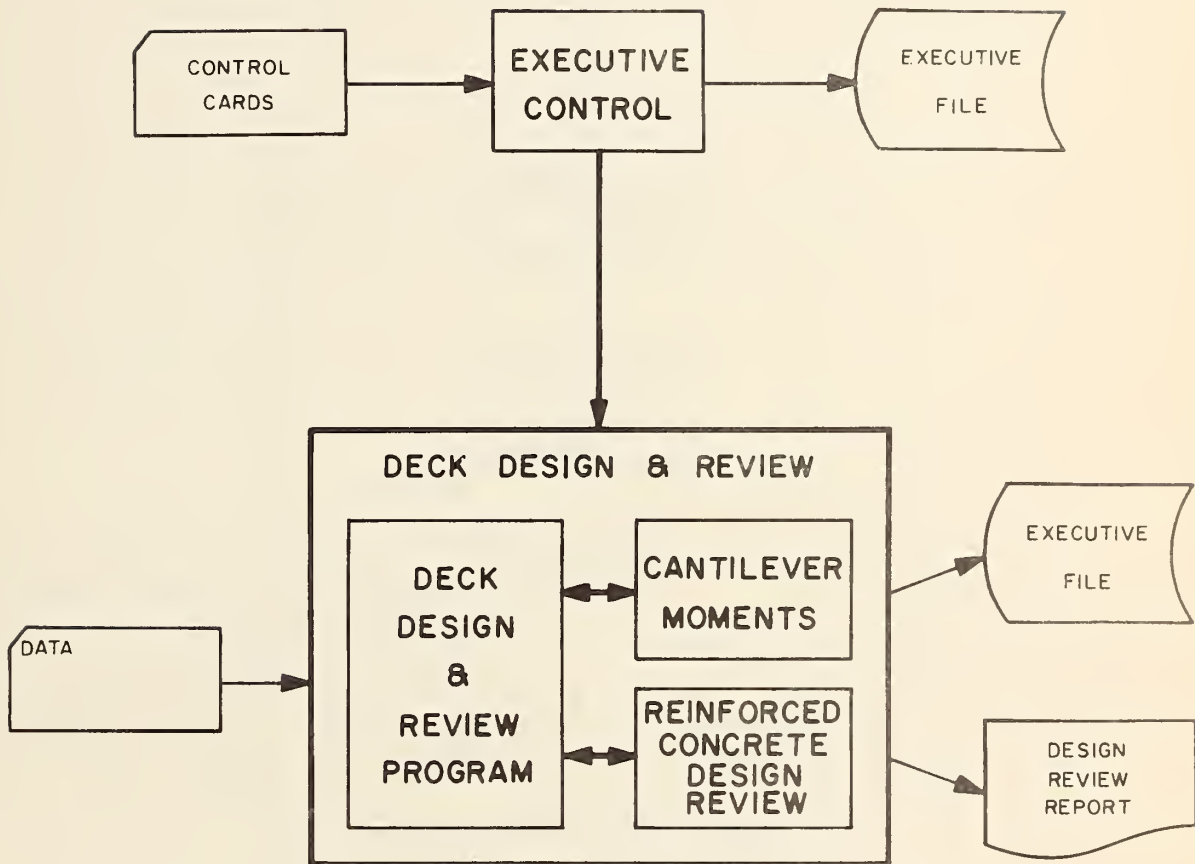 CONTROL
CARDS
EXECUTIVE
CONTROL
EXECUTIVE
FILE
DECK DESIGN & REVIEW
DECK
DESIGN
&
REVIEW
PROGRAM
CANTILEVER
MOMENTS
REINFORCED
CONCRETE
DESIGN
REVIEW
DATA
EXECUTIVE
FILE
DESIGN
REVIEW
REPORT